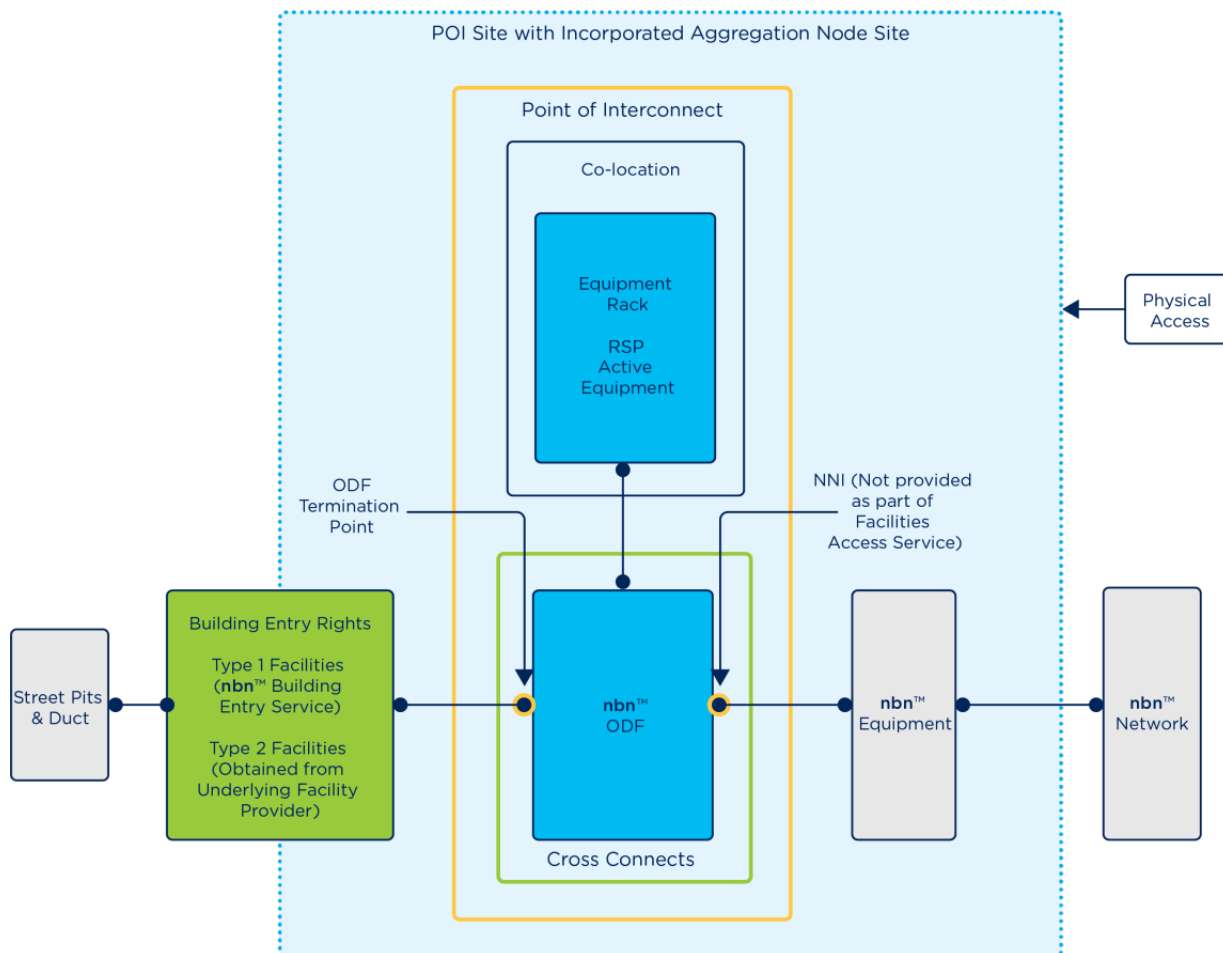 POI Site with Incorporated Aggregation Node Site
Point of Interconnect
Co-location
Equipment
Rack
RSP
Active
Equipment
Physical
Access
ODF
Termination
Point
NNI (Not provided
as part of
Facilities
Access Service)
Street Pits
& Duct
Building Entry Rights
Type 1 Facilities
(nbn™ Building
Entry Service)
Type 2 Facilities
(Obtained from
Underlying Facility
Provider)
nbn™
ODF
Cross Connects
nbn™
Equipment
nbn™
Network